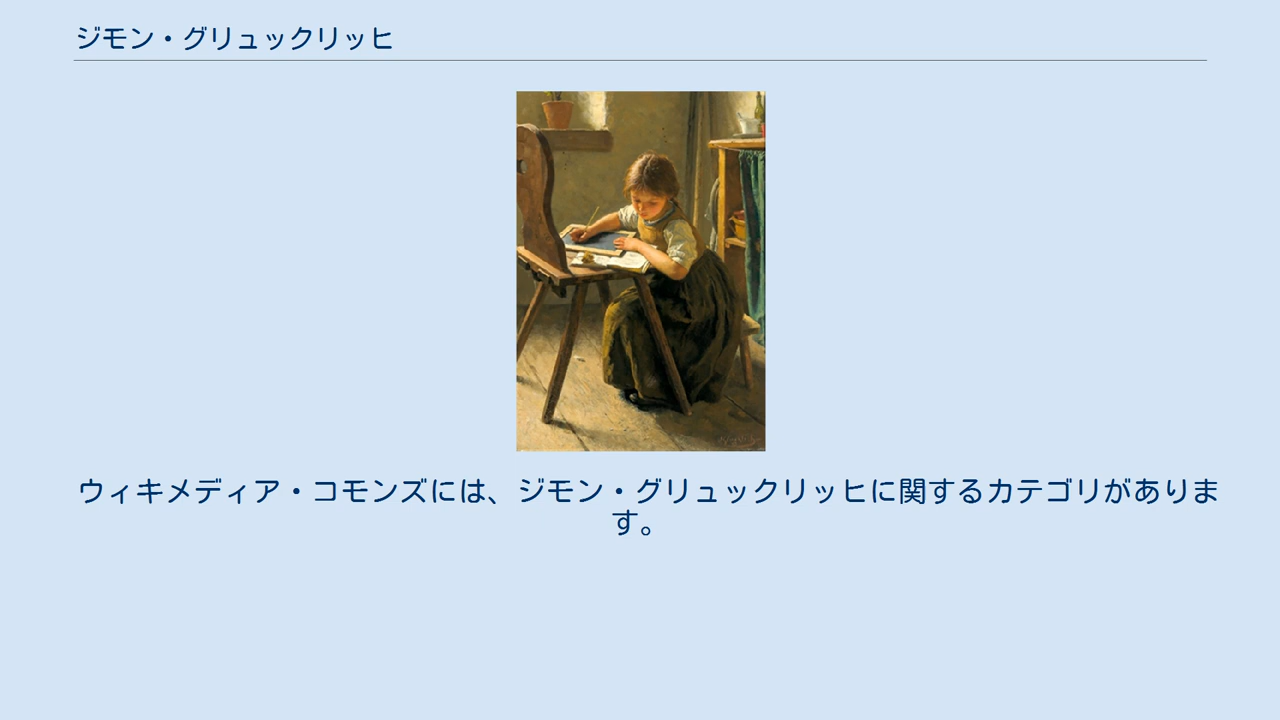 ジモン・グリュックリッヒ
ウィキメディア・コモンズには、ジモン・グリュックリッヒに関するカテゴリがありま
す。